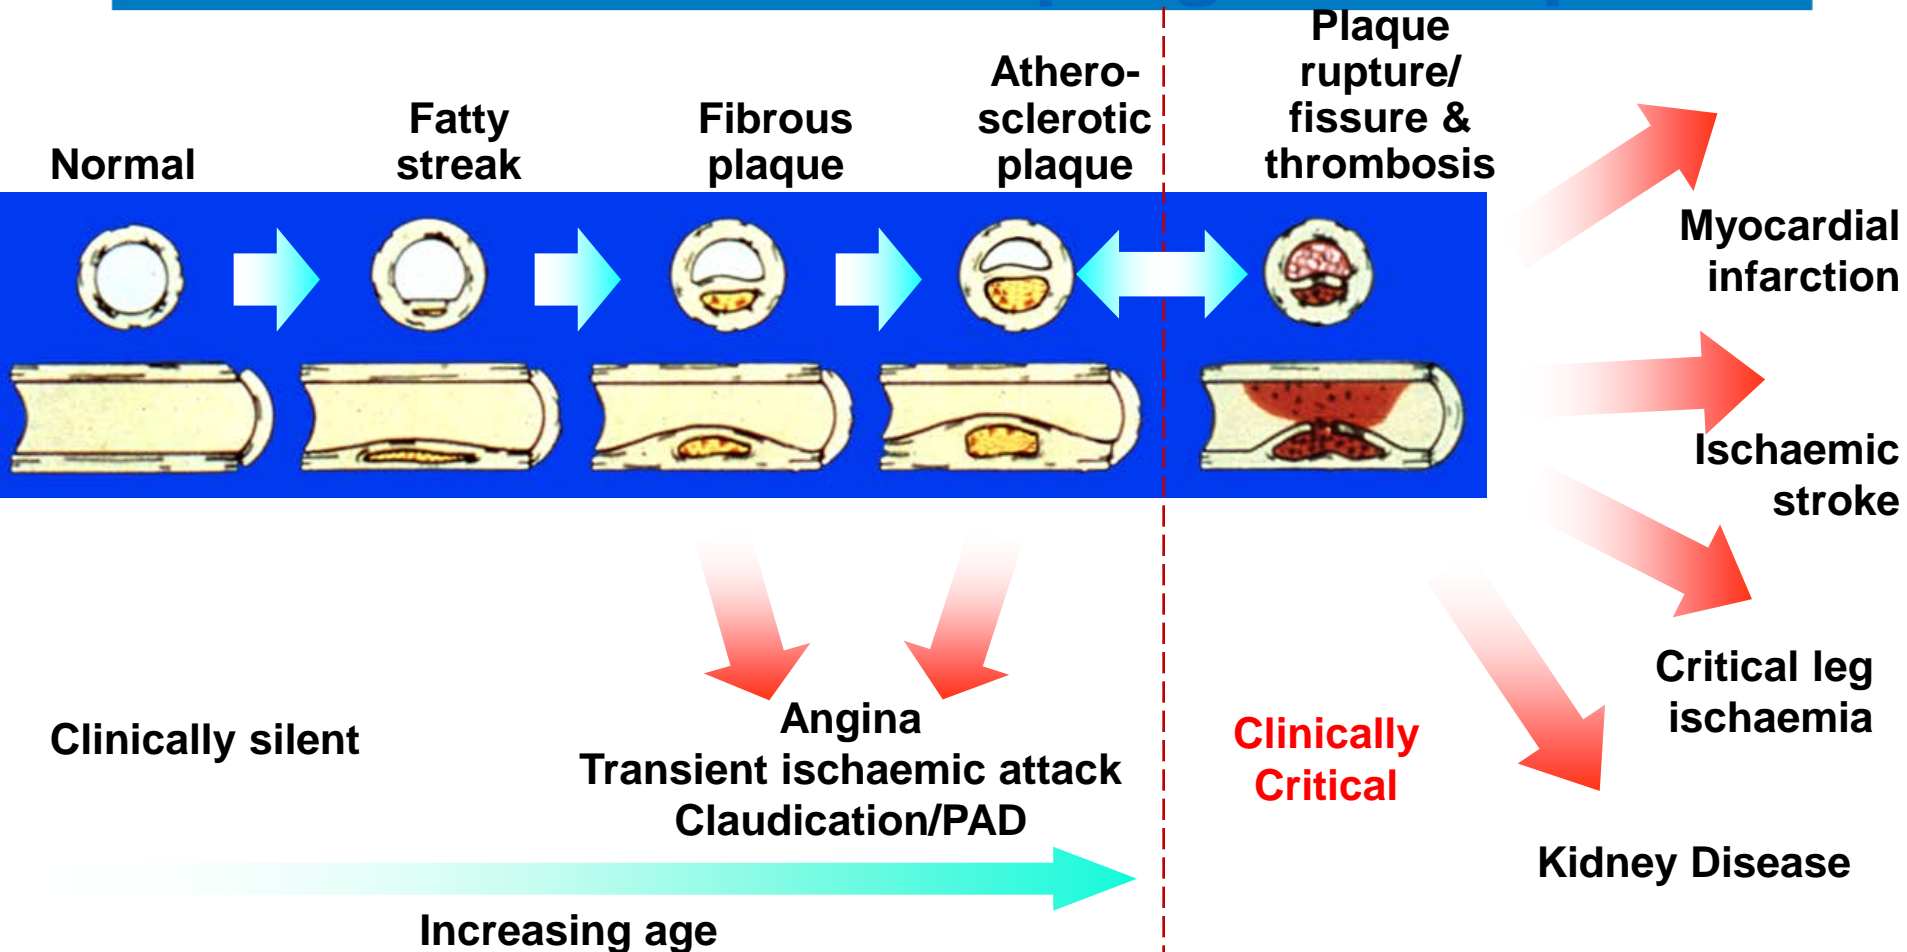 Normal
Fatty
streak
Fibrous
plaque
Athero-
sclerotic
plaque
Plaque
rupture/
fissure &
thrombosis
Myocardial
infarction
Ischaemic
stroke
Critical leg
ischaemia
Kidney Disease
Clinically silent
Angina
Transient ischaemic attack
Claudication/PAD
Clinically
Critical
Increasing age